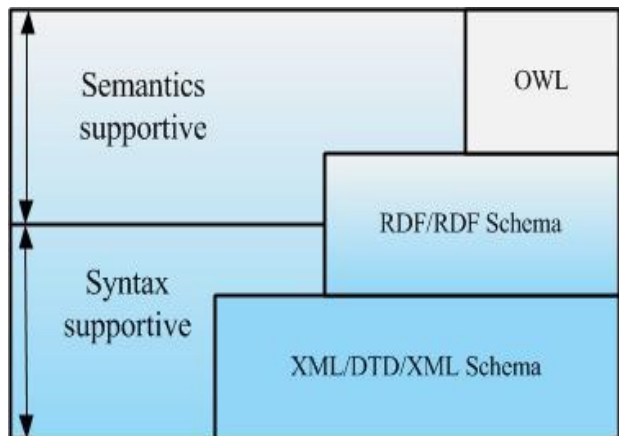 Semantics
supportive
OWL
RDF/RDF Schema
Syntax
supportive
XML/DTD/XML Schema